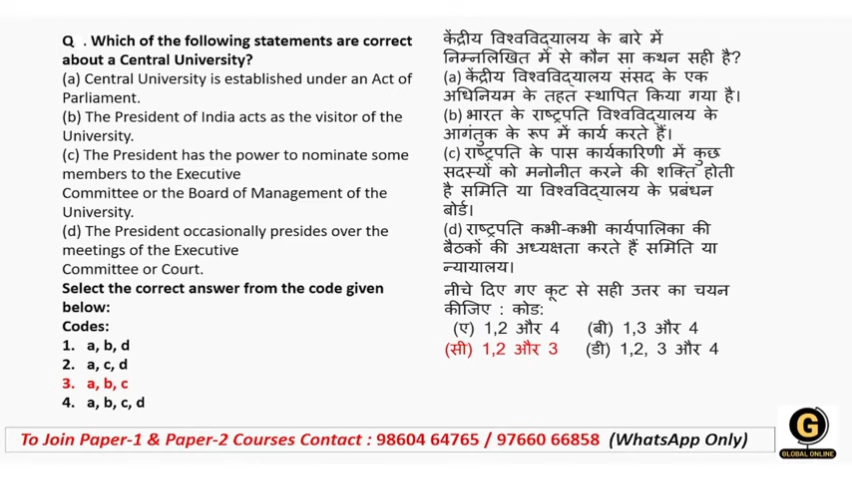 Q . Which of the following statements are correct
about a Central University?
(a) Central University is established under an Act of
Parliament.
(b) The President of India acts as the visitor of the
University.
(c) The President has the power to nominate some
members to the Executive
Committee or the Board of Management of the
University.
(d) The President occasionally presides over the
meetings of the Executive
Committee or Court.
Select the correct answer from the code given
below:
Codes:
1. a, b, d
2. a, c, d
3. a, b, c
4. a, b, c, d
केंद्रीय विश्वविद्यालय के बारे में
निम्नलिखित में से कौन सा कथन सही है?
(a) केंद्रीय विश्वविद्यालय संसद के एक
अधिनियम के तहत स्थापित किया गया है।
(b) भारत के राष्ट्रपति विश्वविद्यालय के
आगंतुक के रूप में कार्य करते हैं।
(c) राष्ट्रपति के पास कार्यकारिणी में कुछ
सदस्यों को मनोनीत करने की शक्ति होती
है समिति या विश्वविद्यालय के प्रबंधन
बोर्ड।
(d) राष्ट्रपति कभी-कभी कार्यपालिका की
बैठकों की अध्यक्षता करते हैं समिति या
न्यायालय।
नीचे दिए गए कूट से सही उत्तर का चयन
कीजिए : कोड:
(ए) 1,2 और 4 (बी) 1,3 और 4
(सी) 1,2 और 3 (डी) 1,2, 3 और 4
To Join Paper-1 & Paper-2 Courses Contact : 98604 64765 / 97660 66858 (WhatsApp Only)
G
GLOBAL ONLINE